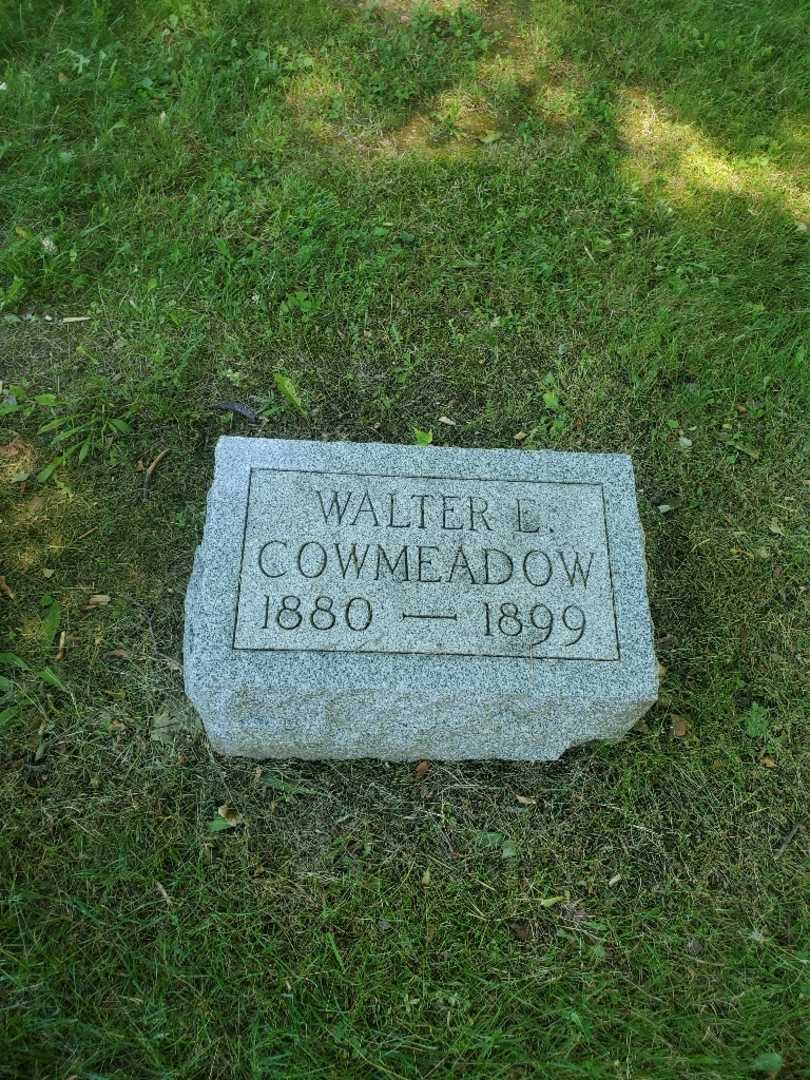 WALTER E.
COWMEADOW
1880 — 1899